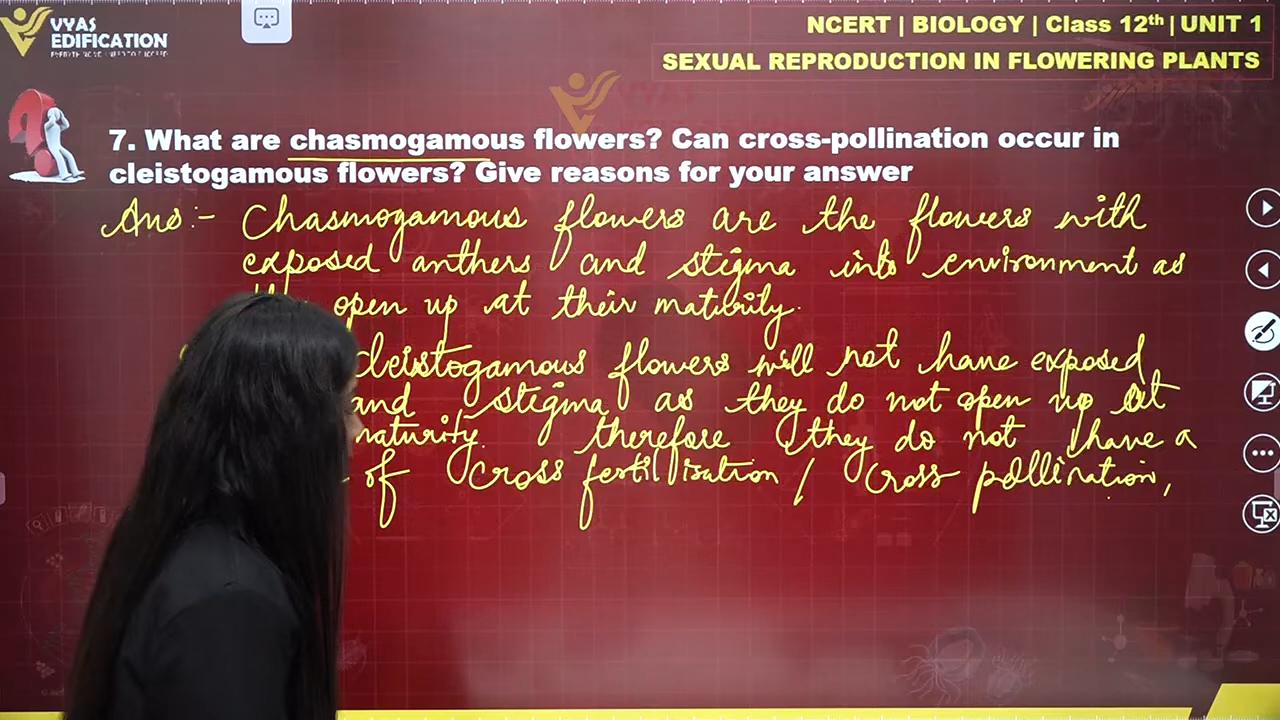 VYAS
EDIFICATION
NCERT | BIOLOGY | Class 12th | UNIT 1
SEXUAL REPRODUCTION IN FLOWERING PLANTS
VYAS
7. What are chasmogamous flowers? Can cross-pollination occur in
cleistogamous flowers? Give reasons for your answer
Ans:- Chasmogamous flowers are the flowers with
exposed anthers and stigma into environment as
open up at their maturity.
cleistogamous flowers will not have exposed
and stigma as they do not open up at
maturity. therefore they do not have a
of cross fertilisation / cross pollination,